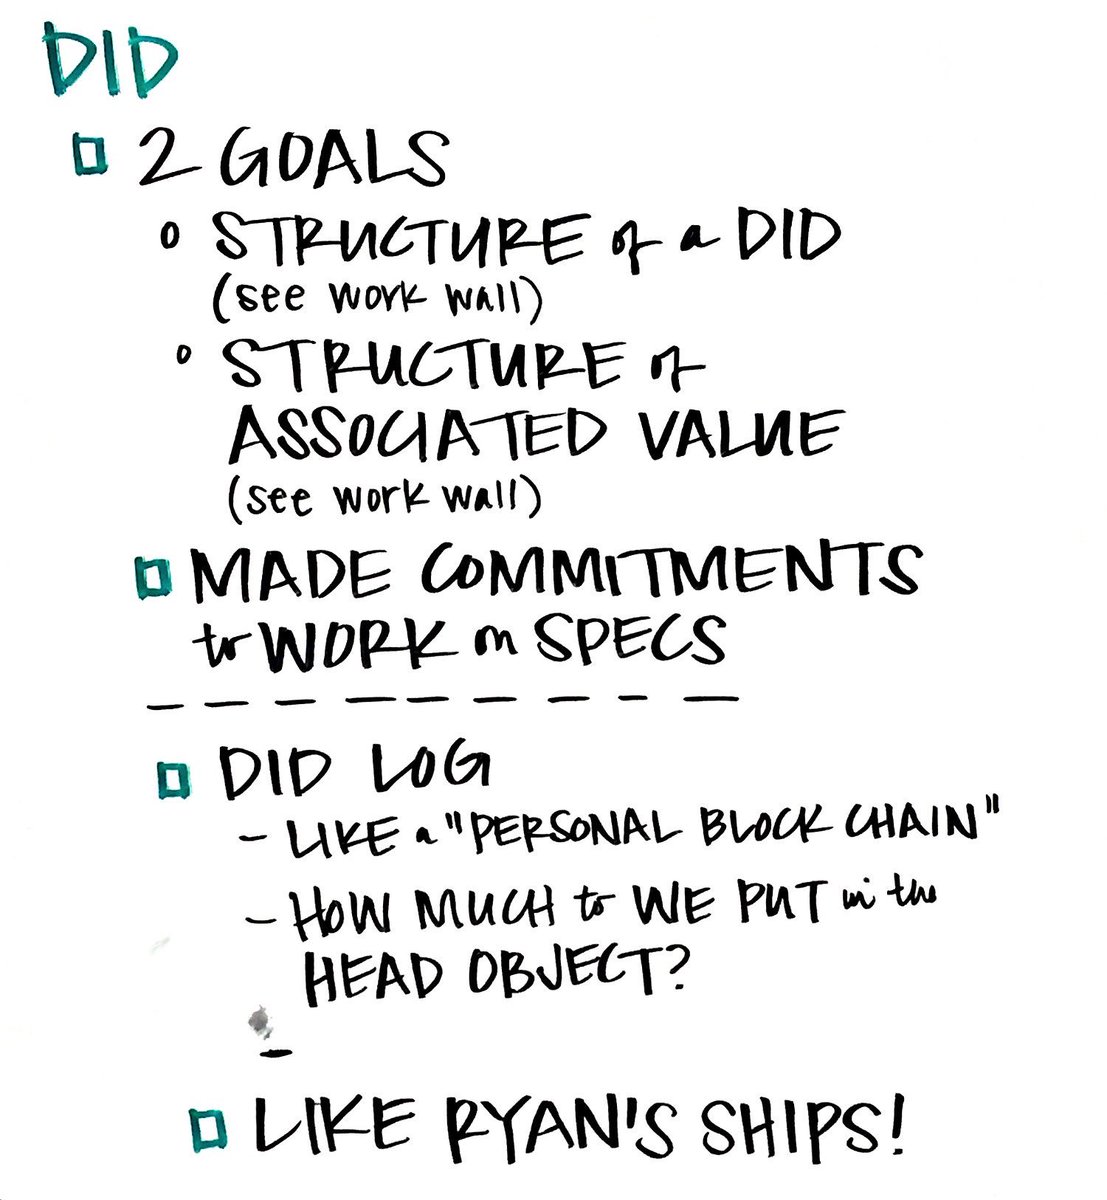 DID
2 GOALS
STRUCTURE of a DID
(see work wall)
STRUCTURE of
ASSOCIATED VALUE
(see work wall)
MADE COMMITMENTS
to WORK on SPECS
DID LOG
- LIKE a "PERSONAL BLOCK CHAIN"
- HOW MUCH to WE PUT in the
HEAD OBJECT?
-
LIKE RYAN'S SHIPS!